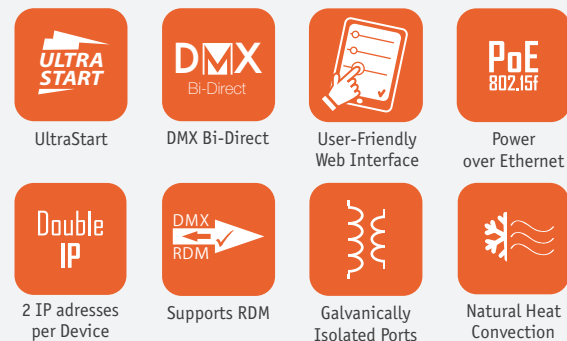 ULTRA
START
UltraStart
DMX
Bi-Direct
DMX Bi-Direct
User-Friendly
Web Interface
PoE
802.15f
Power
over Ethernet
Double
IP
2 IP adresses
per Device
DMX
RDM
Supports RDM
Galvanically
Isolated Ports
Natural Heat
Convection